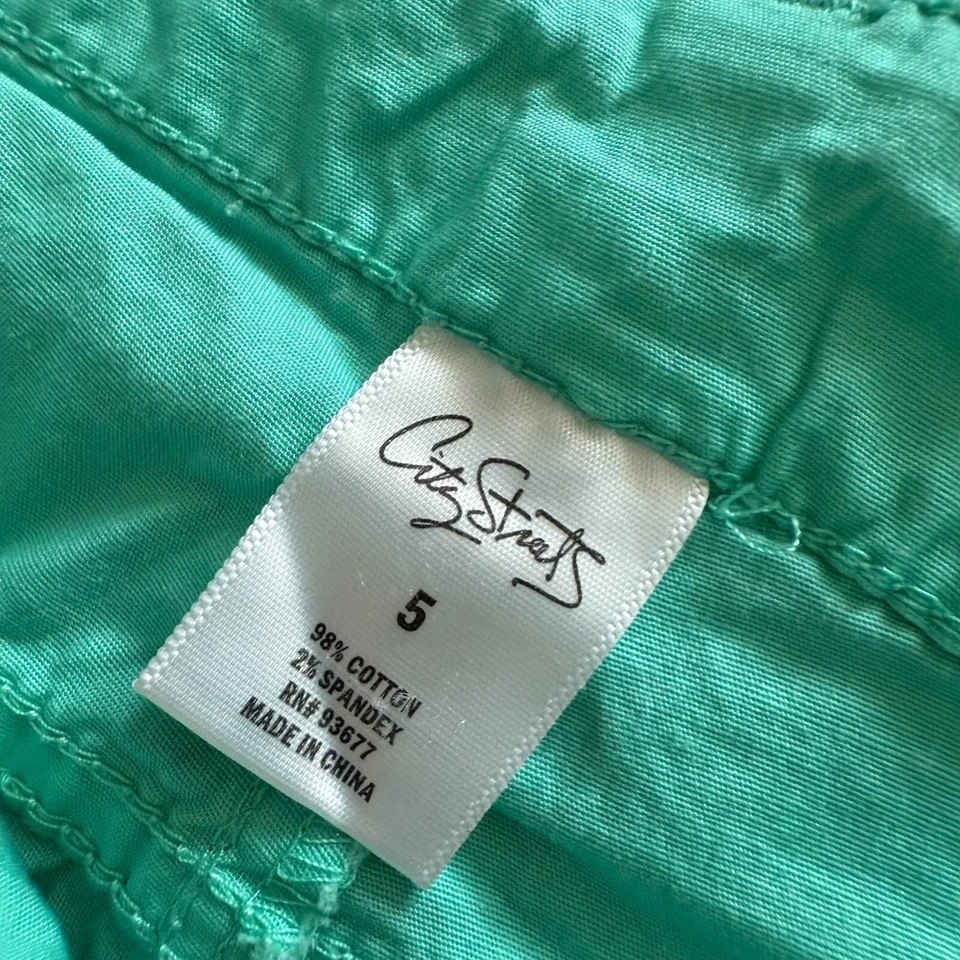 City Streets
5
98% COTTON
2% SPANDEX
RN# 93677
MADE IN CHINA